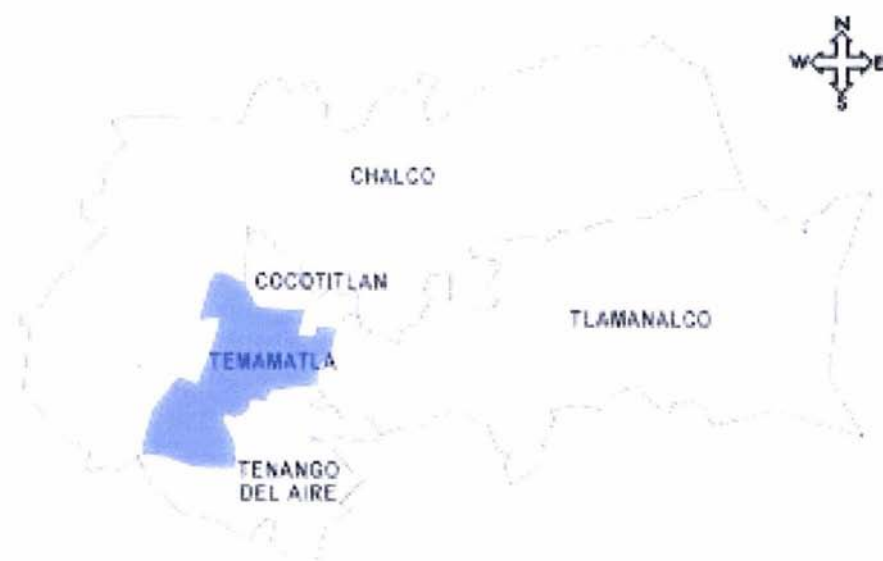 N
W E
S
CHALCO
COCOTITLAN
TLAMANALCO
TEMAMATLA
TENANGO
DEL AIRE